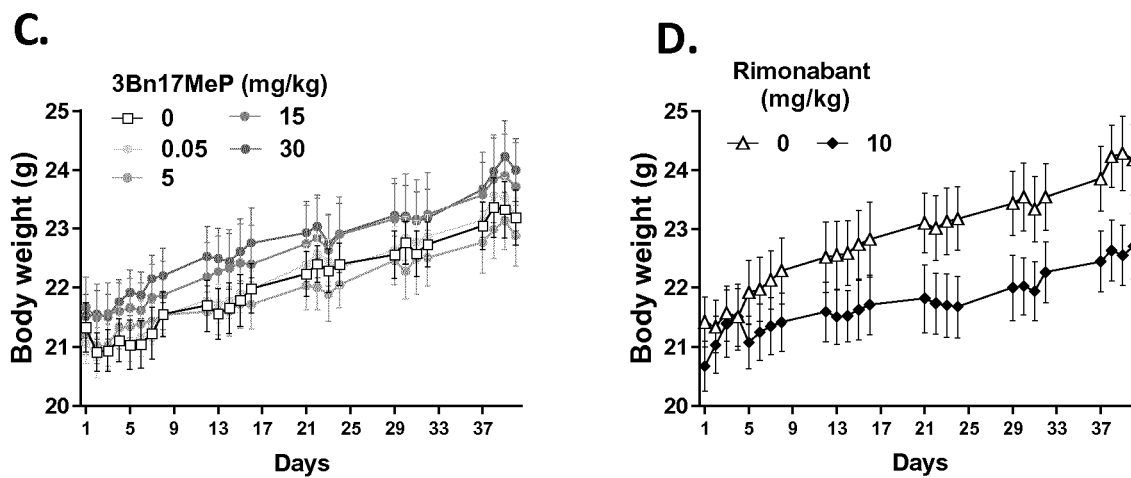 C.
3Bn17MeP (mg/kg)
0 15
0.05 30
5
Body weight (g)
25
24
23
22
21
20
1 5 9 13 17 21 25 29 33 37
Days
D.
Rimonabant
(mg/kg)
0 10
Body weight (g)
25
24
23
22
21
20
1 5 9 13 17 21 25 29 33 37
Days